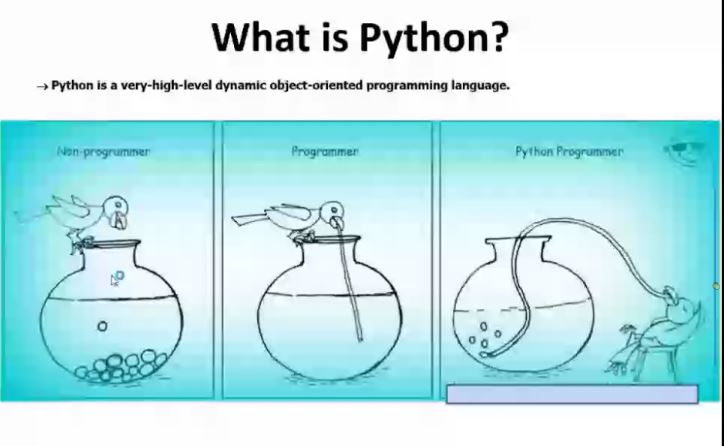 What is Python?
→ Python is a very-high-level dynamic object-oriented programming language.
Non-programmer
Programmer
Python Programmer